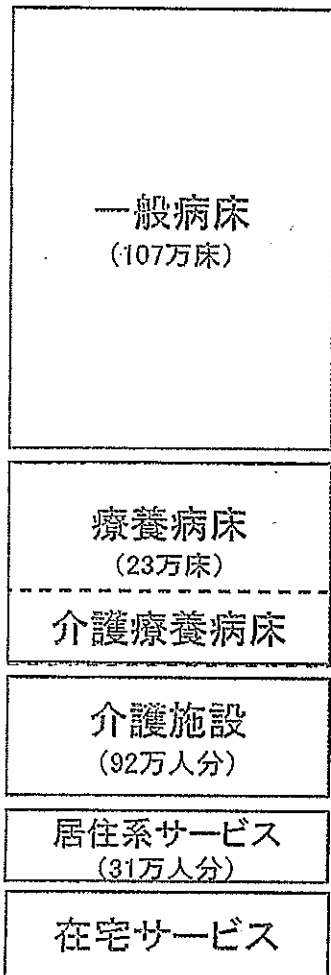 一般病床
(107万床)
療養病床
(23万床)
介護療養病床
介護施設
(92万人分)
居住系サービス
(31万人分)
在宅サービス